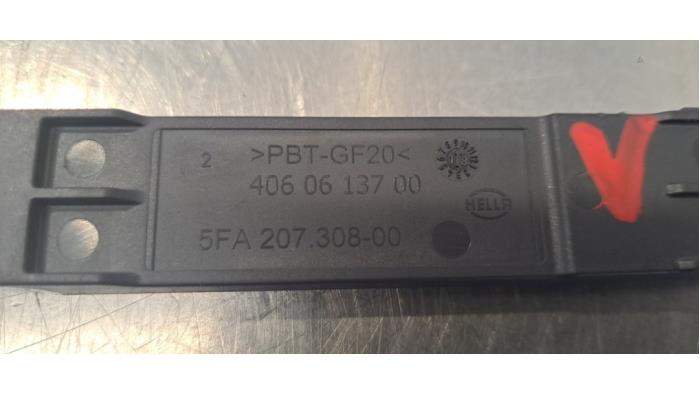 2 >PBT-GF20<
406 06 137 00
HELLA
5FA 207.308-00
V